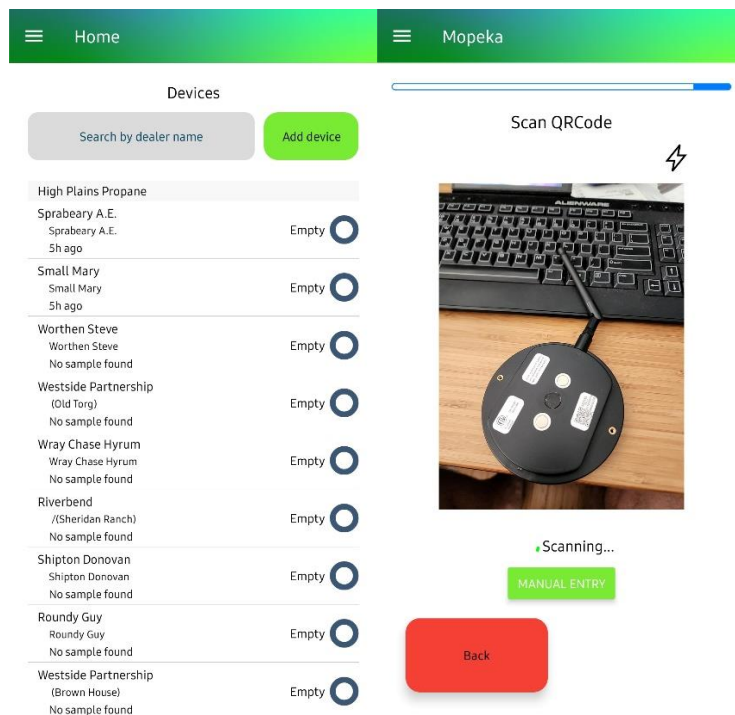 Home
Devices
Search by dealer name
Add device
High Plains Propane
Sprabeary A.E.
Sprabeary A.E.
Empty
5h ago
Small Mary
Small Mary
Empty
5h ago
Worthen Steve
Worthen Steve
Empty
No sample found
Westside Partnership
(Old Torg)
Empty
No sample found
Wray Chase Hyrum
Wray Chase Hyrum
Empty
No sample found
Riverbend
/(Sheridan Ranch)
Empty
No sample found
Shipton Donovan
Shipton Donovan
Empty
No sample found
Roundy Guy
Roundy Guy
Empty
No sample found
Westside Partnership
(Brown House)
Empty
No sample found
Mopeka
Scan QRCode
ALIENWARE
Scanning...
MANUAL ENTRY
Back